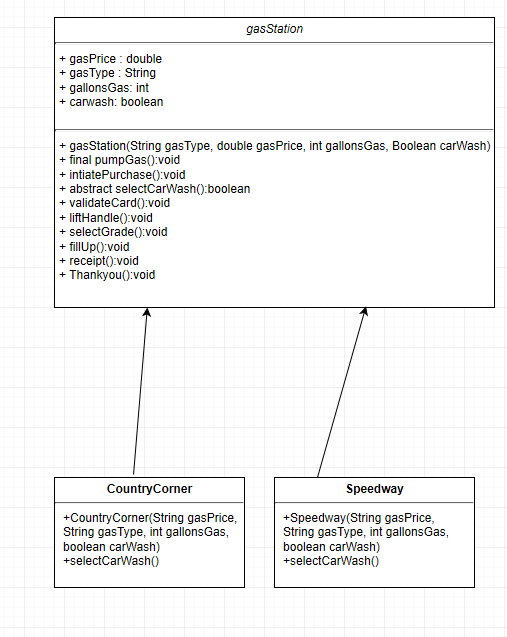 gasStation
+ gasPrice : double
+ gasType : String
+ gallonsGas: int
+ carwash: boolean
+ gasStation(String gasType, double gasPrice, int gallonsGas, Boolean carWash)
+ final pumpGas():void
+ intiatePurchase():void
+ abstract selectCarWash():boolean
+ validateCard():void
+ liftHandle():void
+ selectGrade():void
+ fillUp():void
+ receipt():void
+ Thankyou():void
CountryCorner
+CountryCorner(String gasPrice,
String gasType, int gallonsGas,
boolean carWash)
+selectCarWash()
Speedway
+Speedway(String gasPrice,
String gasType, int gallonsGas,
boolean carWash)
+selectCarWash()